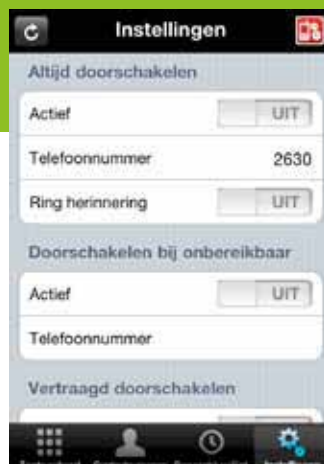 Instellingen
Altijd doorschakelen
Actief UIT
Telefoonnummer 2630
Ring herinnering UIT
Doorschakelen bij onbereikbaar
Actief UIT
Telefoonnummer
Vertraagd doorschakelen